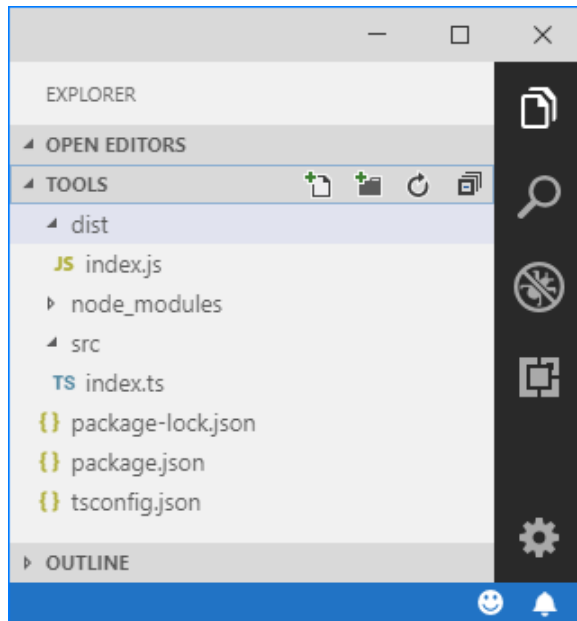 EXPLORER
OPEN EDITORS
TOOLS
dist
JS index.js
node_modules
src
TS index.ts
{} package-lock.json
{} package.json
{} tsconfig.json
OUTLINE